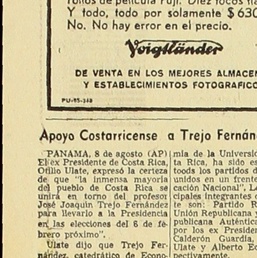 rollos de película Fuji. Diez focos fla
Y todo, todo por solamente $630
No. No hay error en el precio.
Voigtländer
DE VENTA EN LOS MEJORES ALMACEN
Y ESTABLECIMIENTOS FOTOGRAFICO
Apoyo Costarricense a Trejo Fernán
PANAMA, 8 de agosto (AP)
El ex Presidente de Costa Rica,
Otilio Ulate, expresó la certeza
de que "la inmensa mayoría
del pueblo de Costa Rica se
unirá en torno del profesor
José Joaquín Trejo Fernández
para llevarlo a la Presidencia
en las elecciones del 6 de fe-
brero próximo".
Ulate dijo que Trejo Fer-
nández, catedrático de Econo-
mía de la Universi
ta Rica, ha sido es
toods los partidos d
unidos en un frente
cación Nacional", L
cipales integrantes d
te son: Partido R
Unión Republicana y
publicana Auténtica,
por los ex President
Calderón Guardia,
Ulate y Alberto Ec
pectivamente.